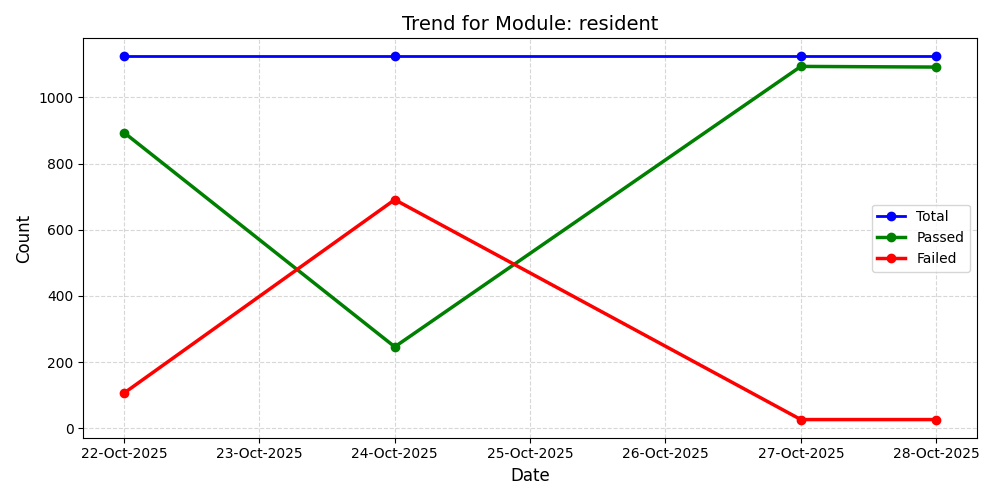 Trend for Module: resident
Count
1000
800
600
400
200
0
Total
Passed
Failed
22-Oct-2025 23-Oct-2025 24-Oct-2025 25-Oct-2025 26-Oct-2025 27-Oct-2025 28-Oct-2025
Date